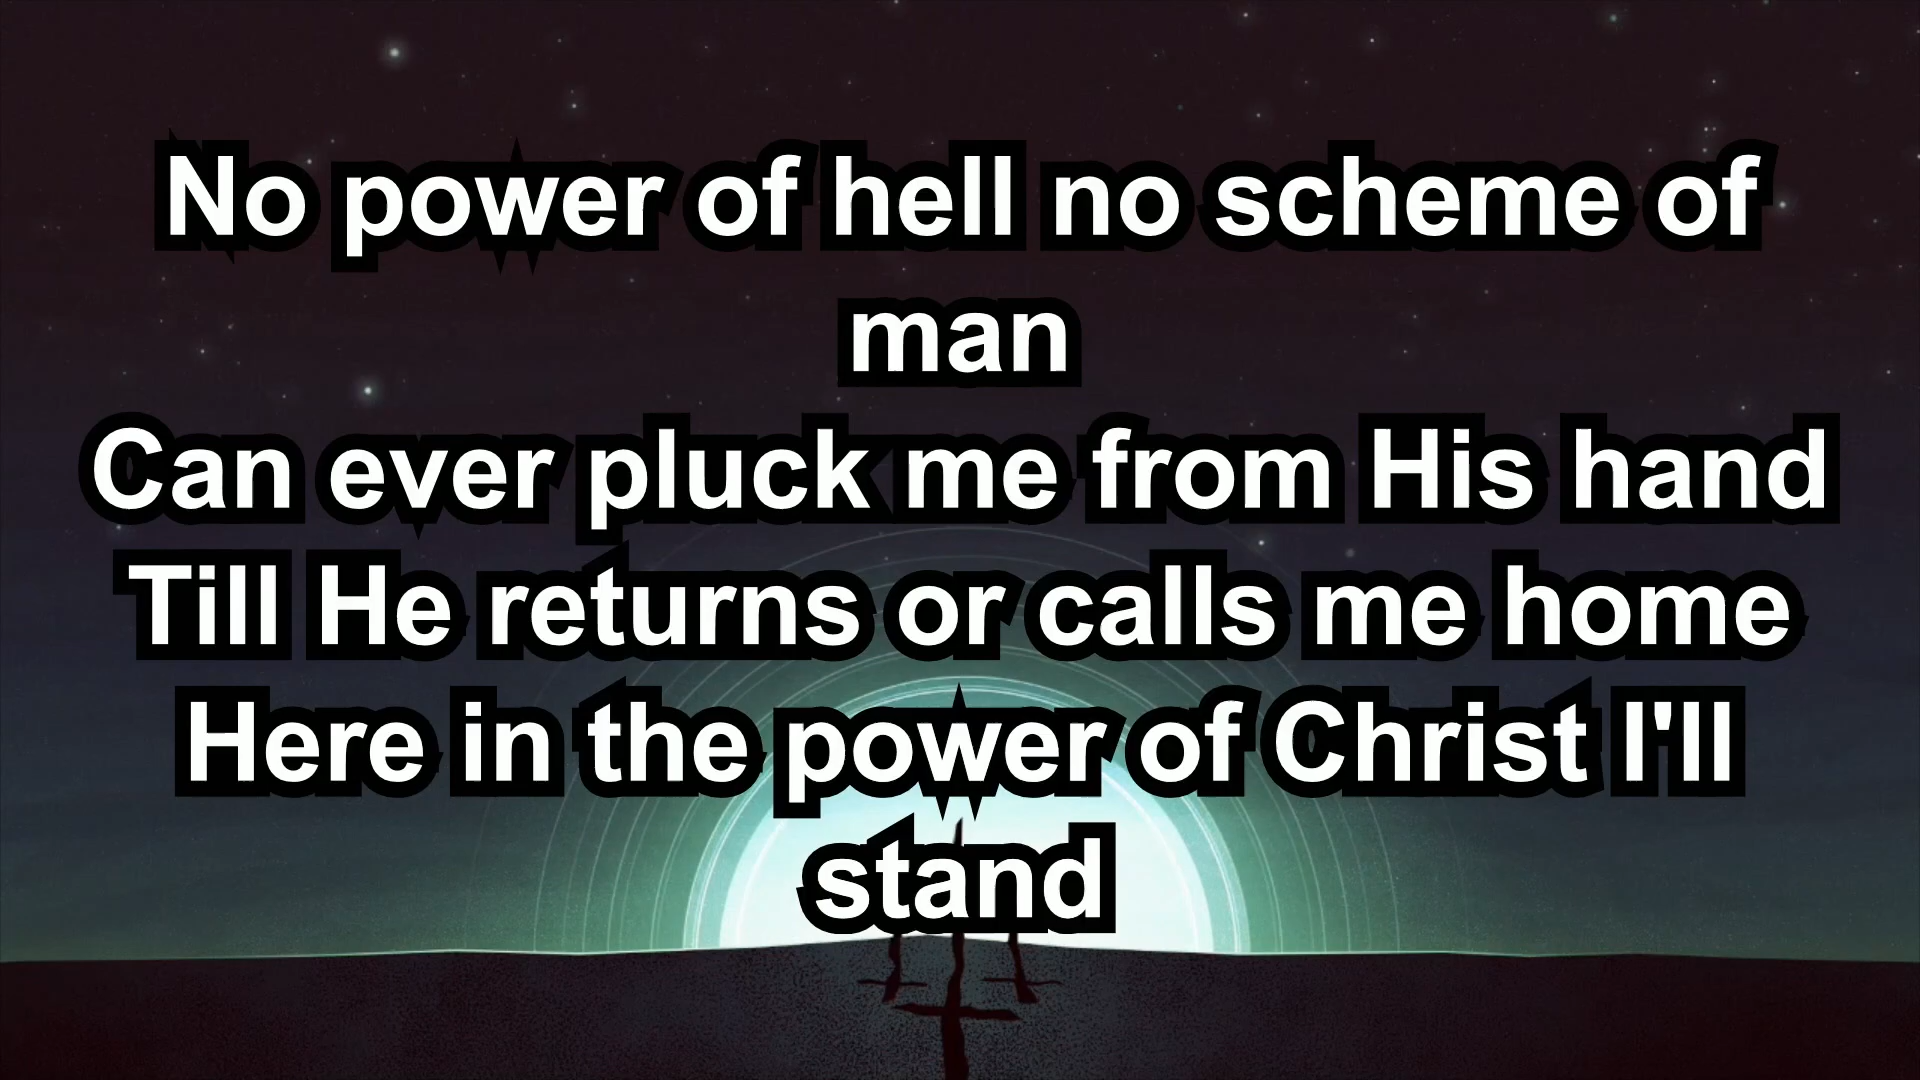 No power of hell no scheme of
man
Can ever pluck me from His hand
Till He returns or calls me home
Here in the power of Christ I'll
stand